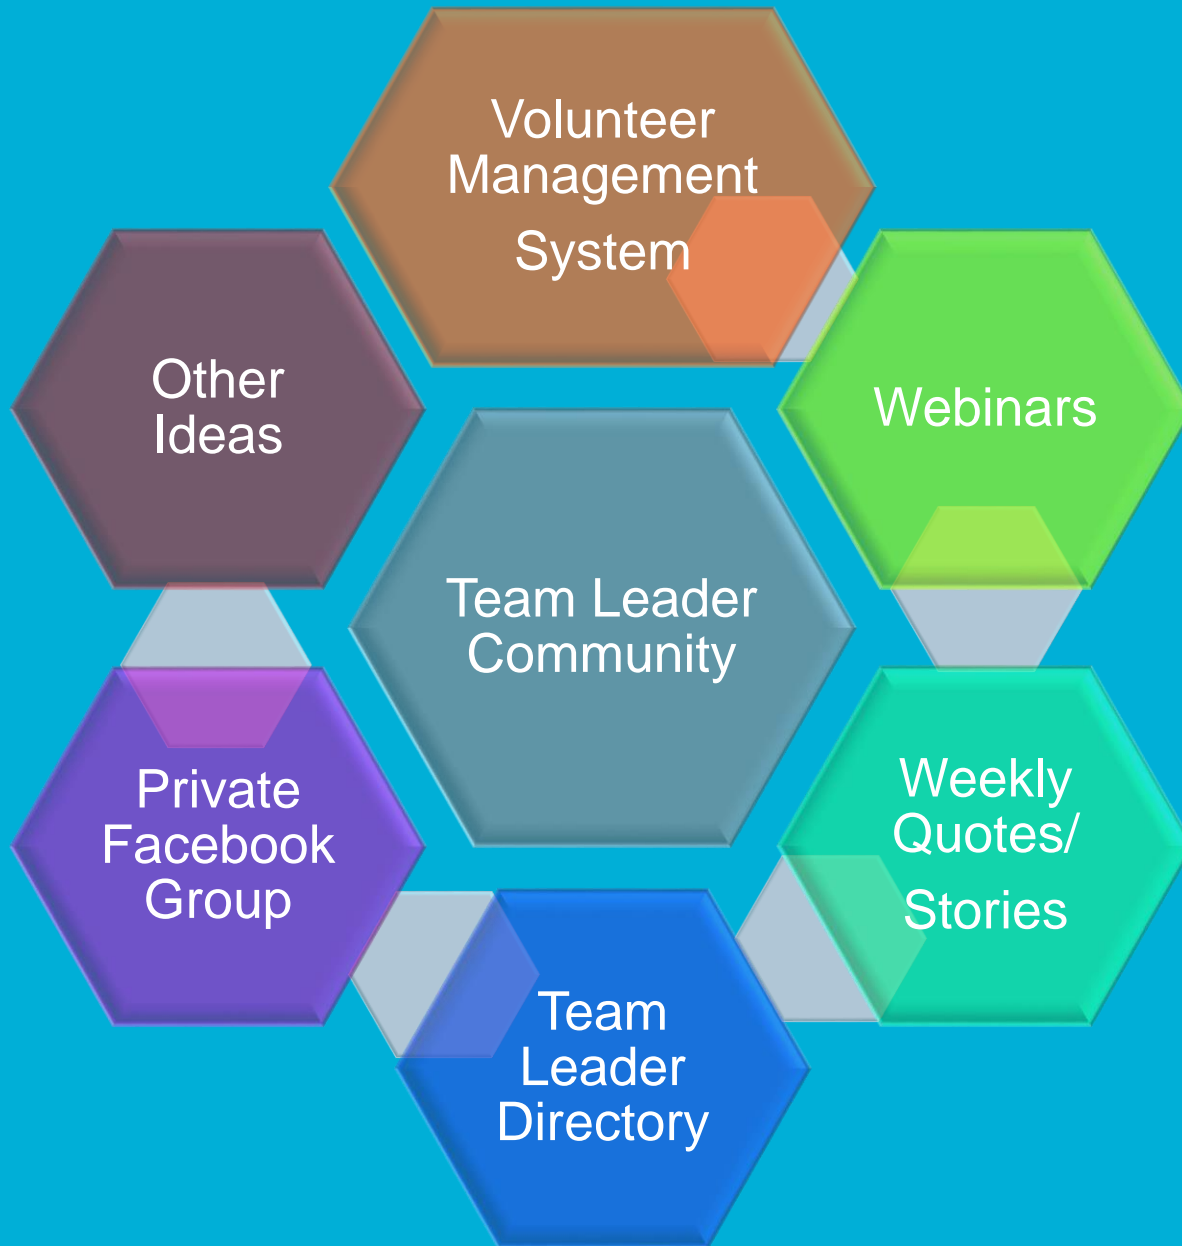 Volunteer
Management
System
Webinars
Other
Ideas
Team Leader
Community
Weekly
Quotes/
Stories
Private
Facebook
Group
Team
Leader
Directory